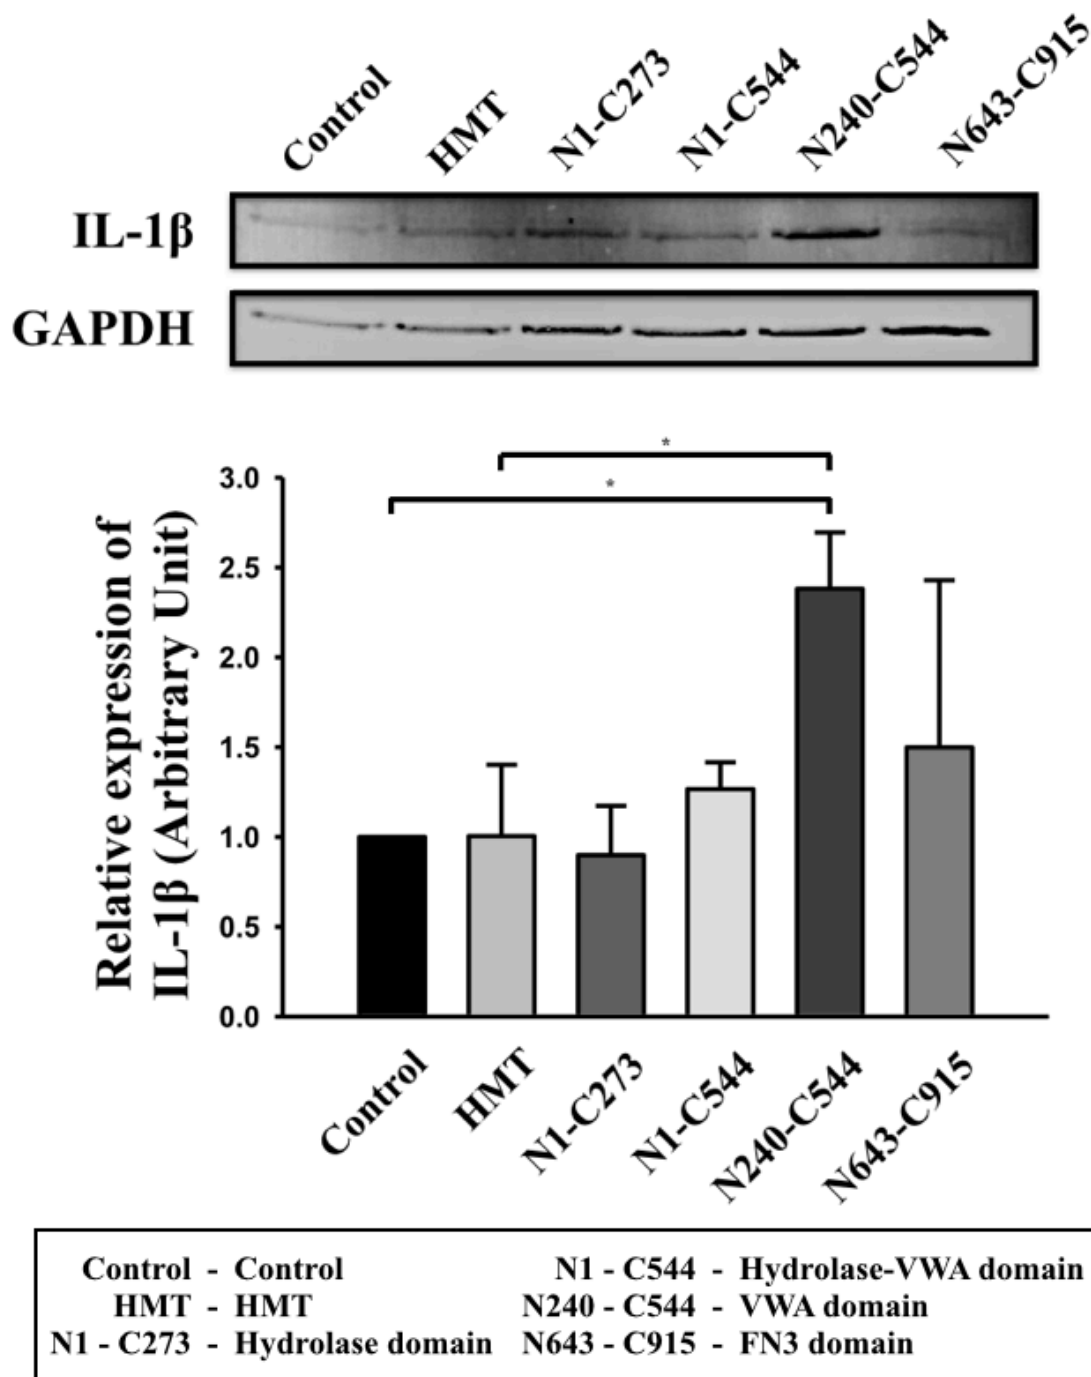 Control HMT N1-C273 N1-C544 N240-C544 N643-C915
IL-1β
GAPDH
*
*
Relative expression of
IL-1β (Arbitrary Unit)
3.0
2.5
2.0
1.5
1.0
0.5
0.0
Control HMT N1-C273 N1-C544 N240-C544 N643-C915
Control - Control N1 - C544 - Hydrolase-VWA domain
HMT - HMT N240 - C544 - VWA domain
N1 - C273 - Hydrolase domain N643 - C915 - FN3 domain